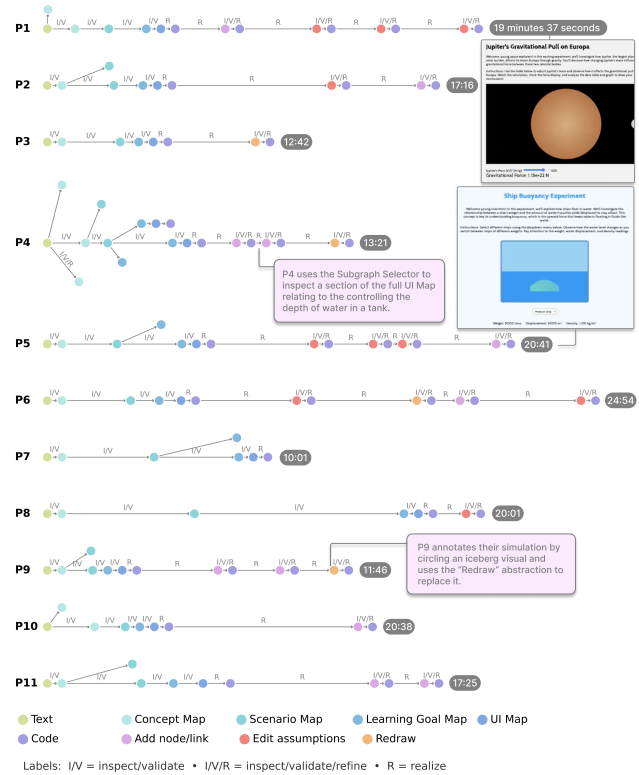 P1 I/V I/V I/V I/V I/V R R I/V/R R I/V/R R I/V/R 19 minutes 37 seconds
Jupiter's Gravitational Pull on Europa
Gravitational Force: 1.15e+22 N
P2 I/V I/V I/V I/V R R I/V/R R I/V/R 17:16
P3 I/V I/V I/V I/V R R I/V/R 12:42
Ship Buoyancy Experiment
P4 I/V I/V I/V I/V I/V R R I/V/R R I/V/R R I/V/R 13:21
I/V/R
I/V I/V R
P4 uses the Subgraph Selector to
inspect a section of the full UI Map
relating to the controlling the
depth of water in a tank.
P5 I/V I/V I/V I/V R R I/V/R R I/V/R R I/V/R R I/V/R 20:41
P6 I/V I/V I/V I/V R R I/V/R R I/V/R R I/V/R R I/V/R 24:54
P7 I/V I/V I/V I/V I/V R 10:01
P8 I/V I/V I/V I/V R R I/V/R 20:01
P9 I/V I/V I/V I/V R R I/V/R R I/V/R R I/V/R 11:46
P9 annotates their simulation by
circling an iceberg visual and
uses the "Redraw" abstraction to
replace it.
P10 I/V I/V I/V I/V R R I/V/R 20:38
P11 I/V I/V I/V I/V R R I/V/R R I/V/R 17:25
Text Concept Map Scenario Map Learning Goal Map UI Map
Code Add node/link Edit assumptions Redraw
Labels: I/V = inspect/validate • I/V/R = inspect/validate/refine • R = realize